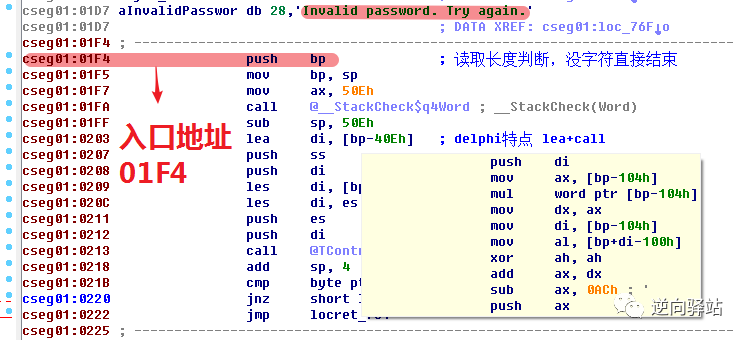 cseg01:01D7 aInvalidPasswor db 28,'Invalid password. Try again.'
cseg01:01D7 ; DATA XREF: cseg01:loc_76F↓o
cseg01:01F4 ;
cseg01:01F4 push bp ; 读取长度判断，没字符直接结束
cseg01:01F5 mov bp, sp
cseg01:01F7 mov ax, 50Eh
cseg01:01FA call @__StackCheck$q4Word ; __StackCheck(Word)
cseg01:01FF sub sp, 50Eh
cseg01:0203 lea di, [bp-40Eh] ; delphi特点 lea+call
cseg01:0207 push ss
cseg01:0208 push di
cseg01:0209 les di, [bp
cseg01:020C les di, es
cseg01:0211 push es
cseg01:0212 push di
cseg01:0213 call @TContr
cseg01:0218 add sp, 4
cseg01:021B cmp byte pt
cseg01:0220 jnz short l
cseg01:0222 jmp
cseg01:0225 ;
入口地址
01F4
push di
mov ax, [bp-104h]
mul word ptr [bp-104h]
mov dx, ax
mov di, [bp-104h]
mov al, [bp+di-100h]
xor ah, ah
add ax, dx
sub ax, 0ACh ; '
push ax
逆向驿站